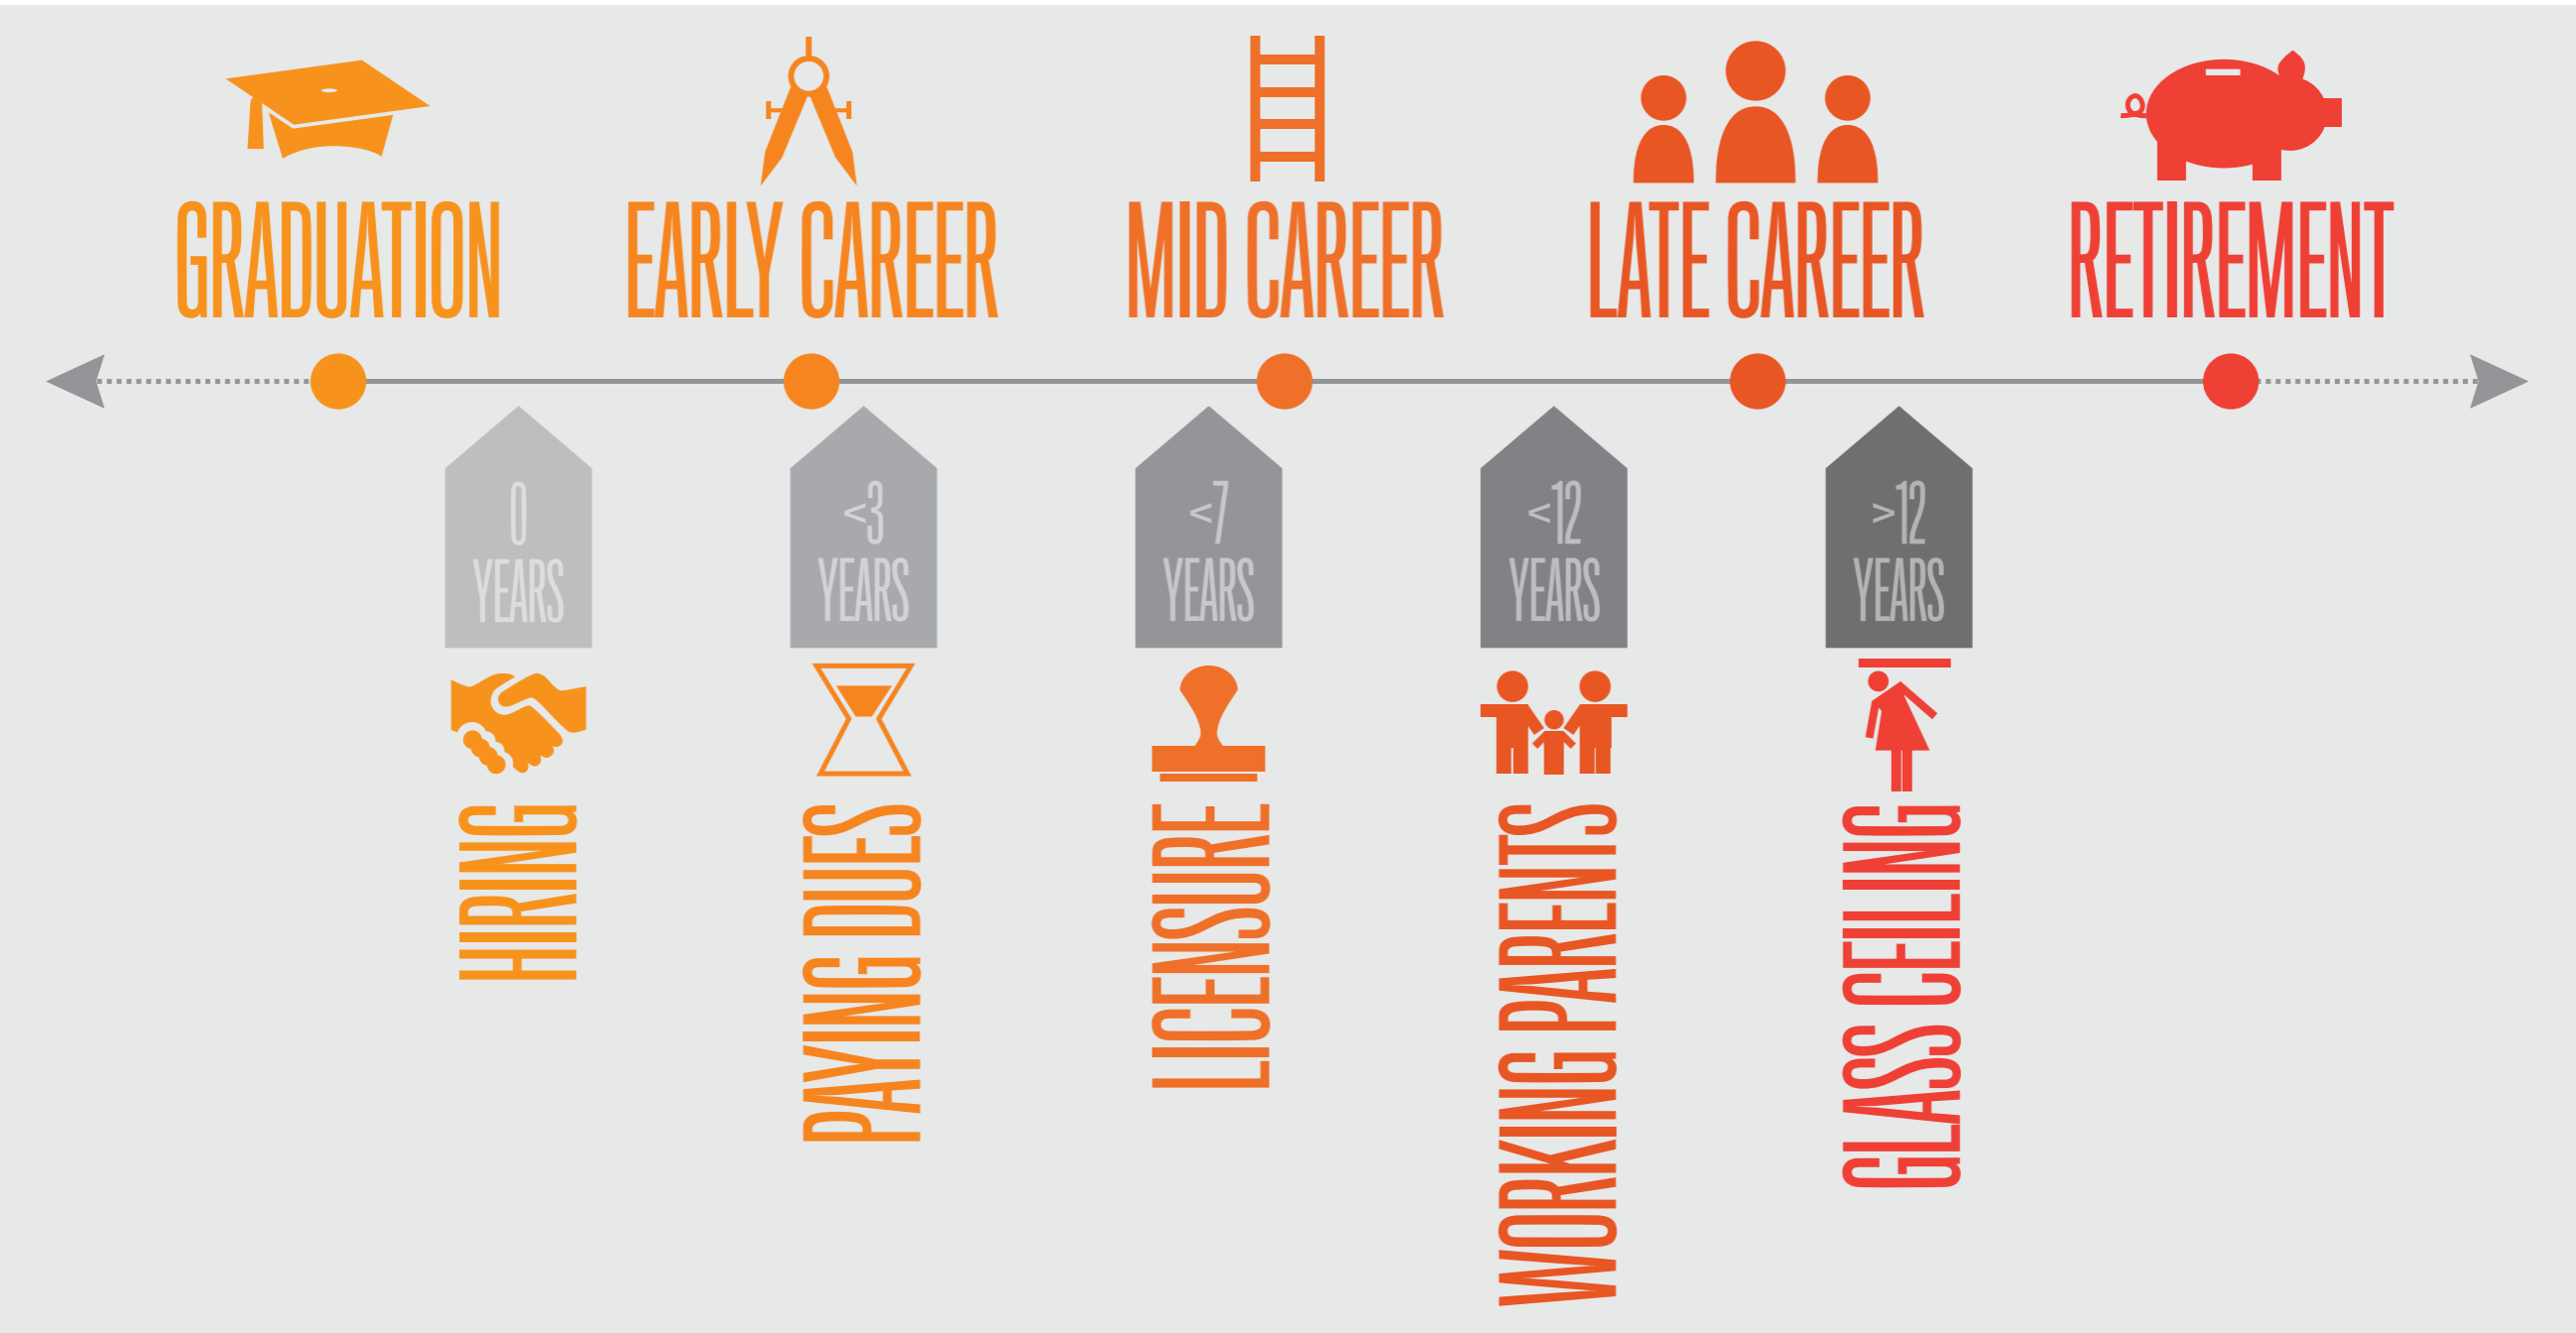 GRADUATION
EARLY CAREER
MID CAREER
LATE CAREER
RETIREMENT
0
YEARS
<3
YEARS
<7
YEARS
<12
YEARS
>12
YEARS
HIRING
PAYING DUES
LICENSURE
WORKING PARENTS
GLASS CEILING